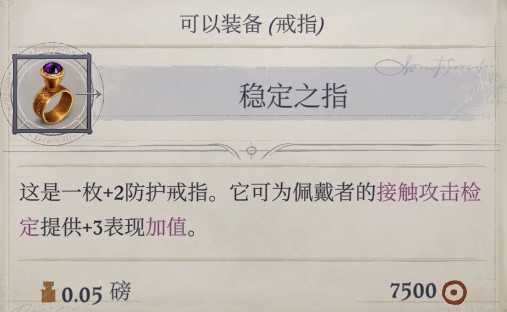 可以装备 (戒指)
稳定之指
这是一枚+2防护戒指。它可为佩戴者的接触攻击检
定提供+3表现加值。
0.05 磅 7500